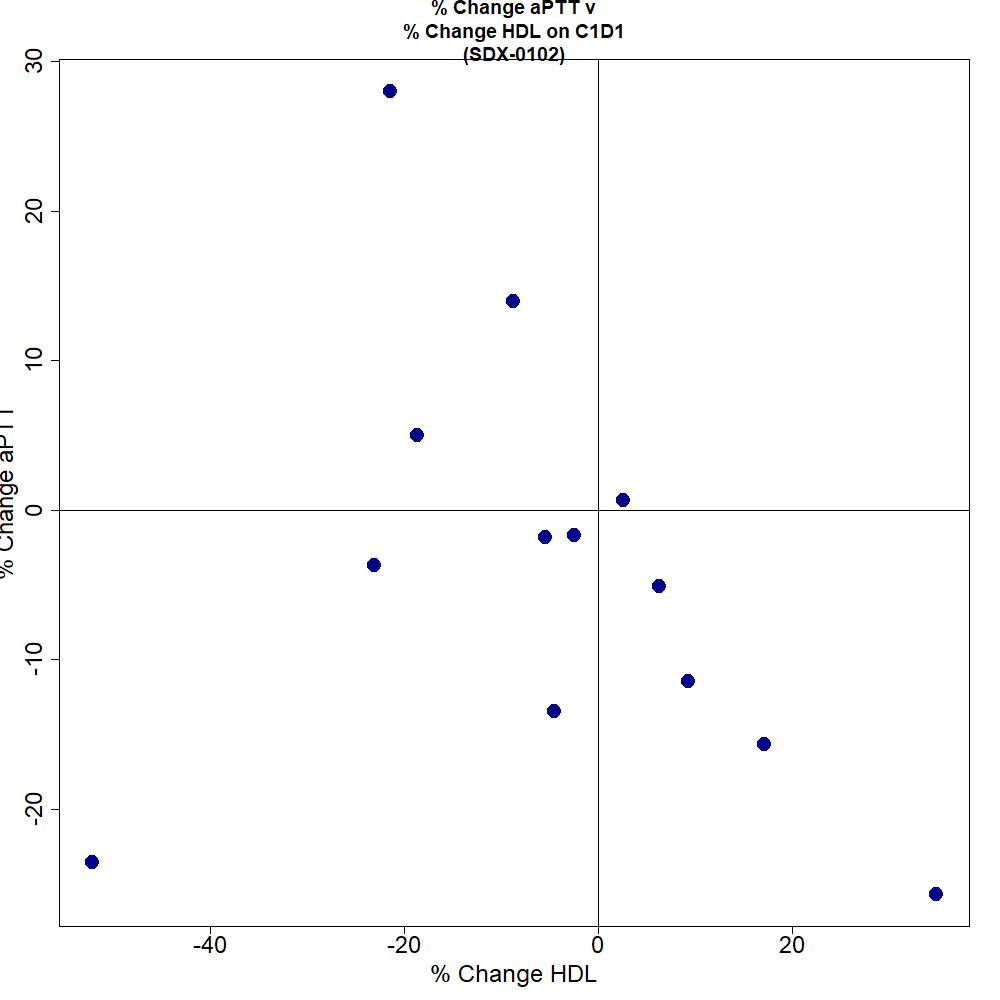 % Change aPTT v
% Change HDL on C1D1
(SDX-0102)
30
20
10
0
-10
-20
% Change aPTT
-40
-20
0
20
% Change HDL